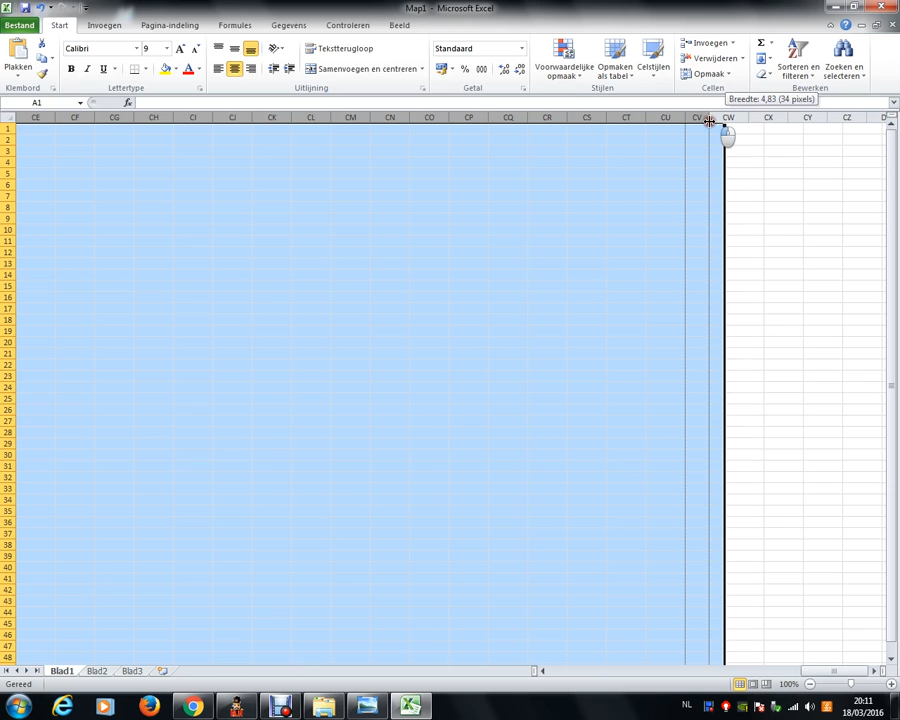 Map1 - Microsoft Excel
Bestand Start Invoegen Pagina-indeling Formules Gegevens Controleren Beeld
Plakken
Klembord
Calibri 9
B I U
Lettertype
Tekstterugloop
Samenvoegen en centreren
Uitlijning
Standaard
% 000
Getal
Voorwaardelijke opmaak
Opmaken als tabel
Celstijlen
Stijlen
Invoegen
Verwijderen
Opmaak
Cellen
Sorteren en filteren
Zoeken en selecteren
Bewerken
A1 fx
Breedte: 4,83 (34 pixels)
CE CF CG CH CI CJ CK CL CM CN CO CP CQ CR CS CT CU CV CW CX CY CZ
1
2
3
4
5
6
7
8
9
10
11
12
13
14
15
16
17
18
19
20
21
22
23
24
25
26
27
28
29
30
31
32
33
34
35
36
37
38
39
40
41
42
43
44
45
46
47
48
Blad1 Blad2 Blad3
Gereed 100%
NL 20:11
18/03/2016